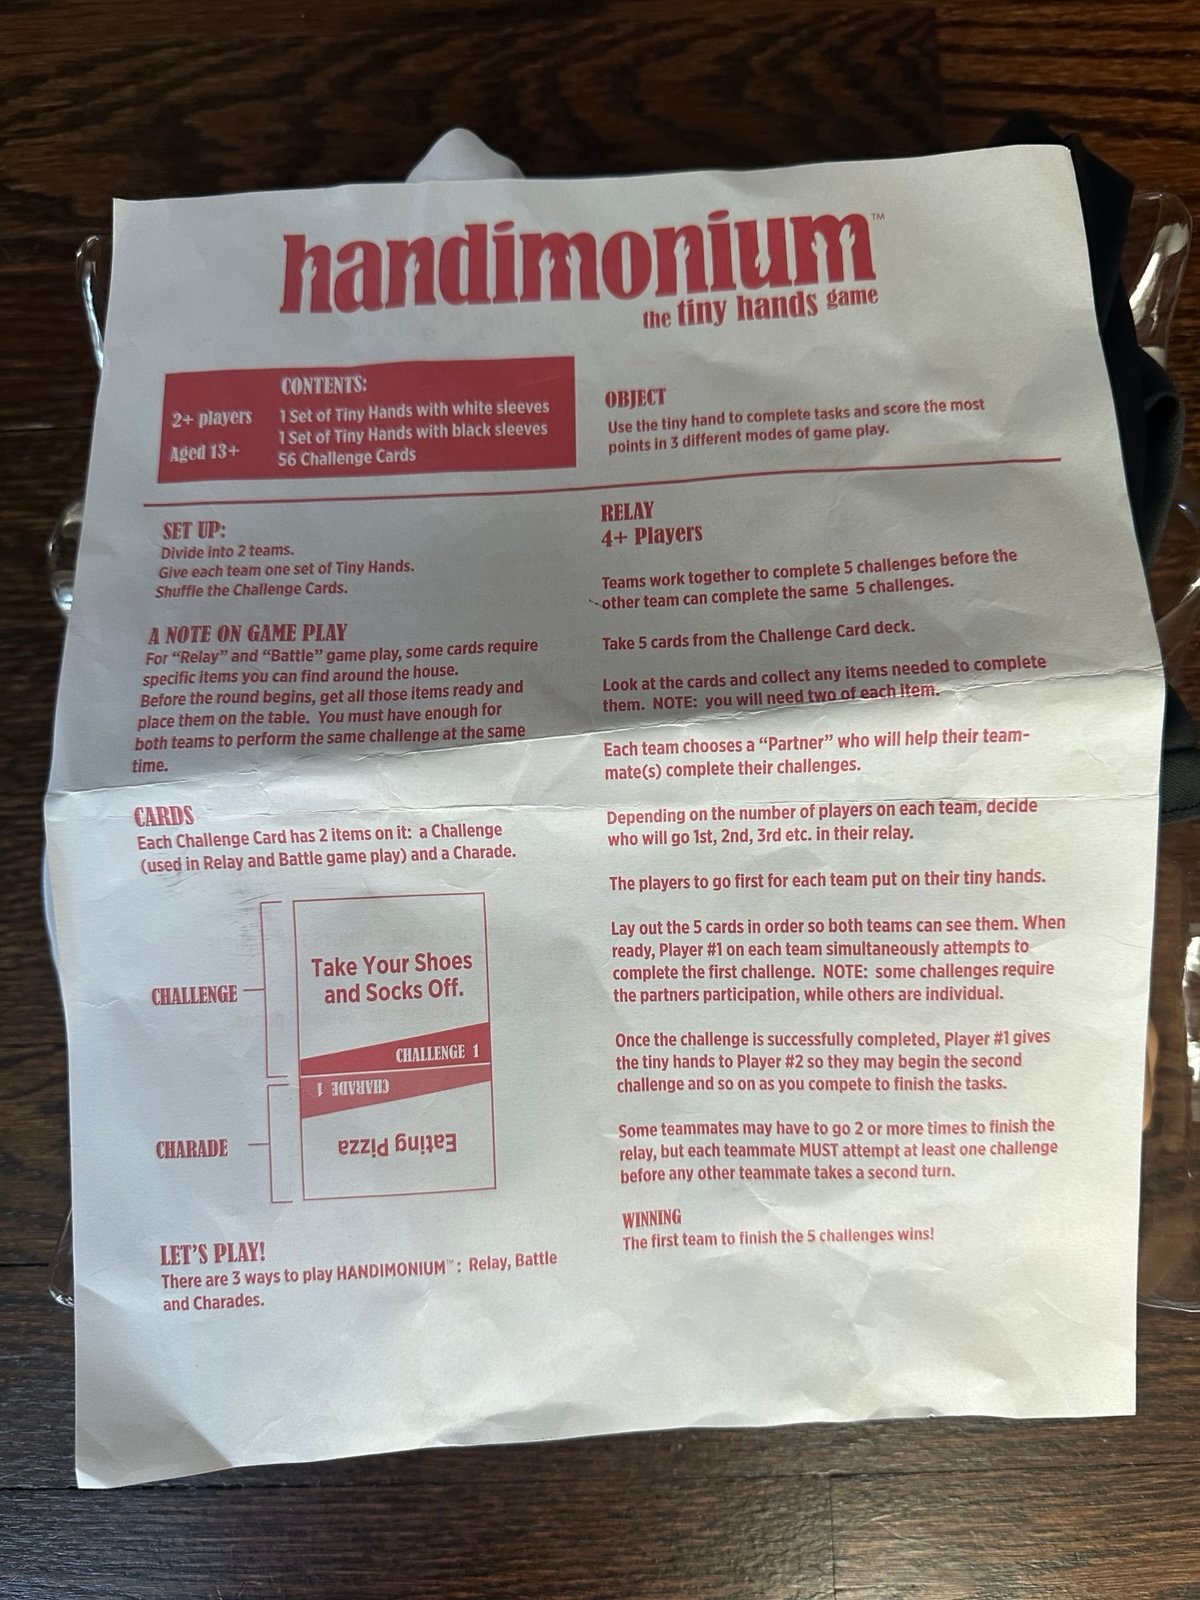 handimonium™
the tiny hands game
2+ players
Aged 13+
CONTENTS:
1 Set of Tiny Hands with white sleeves
1 Set of Tiny Hands with black sleeves
56 Challenge Cards
OBJECT
Use the tiny hand to complete tasks and score the most
points in 3 different modes of game play.
SET UP:
Divide into 2 teams.
Give each team one set of Tiny Hands.
Shuffle the Challenge Cards.
A NOTE ON GAME PLAY
For “Relay” and “Battle” game play, some cards require
specific items you can find around the house.
Before the round begins, get all those items ready and
place them on the table. You must have enough for
both teams to perform the same challenge at the same
time.
CARDS
Each Challenge Card has 2 items on it: a Challenge
(used in Relay and Battle game play) and a Charade.
CHALLENGE
Take Your Shoes
and Socks Off.
CHALLENGE 1
CHARADE 1
CHARADE
Eating Pizza
LET’S PLAY!
There are 3 ways to play HANDIMONIUM™: Relay, Battle
and Charades.
RELAY
4+ Players
Teams work together to complete 5 challenges before the
other team can complete the same 5 challenges.
Take 5 cards from the Challenge Card deck.
Look at the cards and collect any items needed to complete
them. NOTE: you will need two of each item.
Each team chooses a “Partner” who will help their team-
mate(s) complete their challenges.
Depending on the number of players on each team, decide
who will go 1st, 2nd, 3rd etc. in their relay.
The players to go first for each team put on their tiny hands.
Lay out the 5 cards in order so both teams can see them. When
ready, Player #1 on each team simultaneously attempts to
complete the first challenge. NOTE: some challenges require
the partners participation, while others are individual.
Once the challenge is successfully completed, Player #1 gives
the tiny hands to Player #2 so they may begin the second
challenge and so on as you compete to finish the tasks.
Some teammates may have to go 2 or more times to finish the
relay, but each teammate MUST attempt at least one challenge
before any other teammate takes a second turn.
WINNING
The first team to finish the 5 challenges wins!